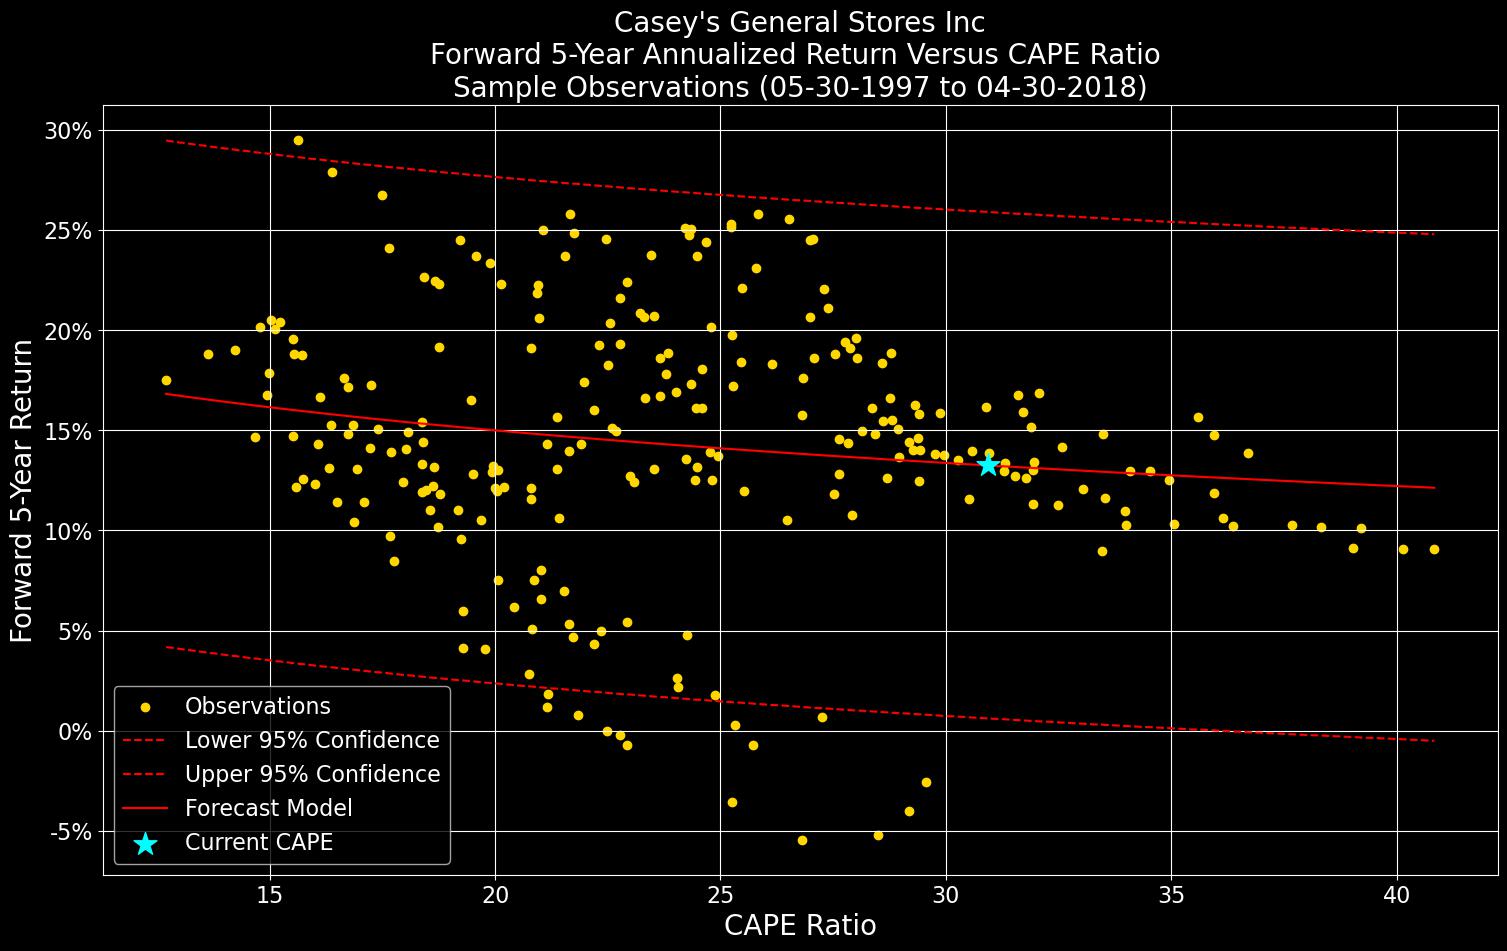 Casey's General Stores Inc
Forward 5-Year Annualized Return Versus CAPE Ratio
Sample Observations (05-30-1997 to 04-30-2018)
Forward 5-Year Return
30%
25%
20%
15%
10%
5%
0%
-5%
Observations
Lower 95% Confidence
Upper 95% Confidence
Forecast Model
Current CAPE
15 20 25 30 35 40
CAPE Ratio